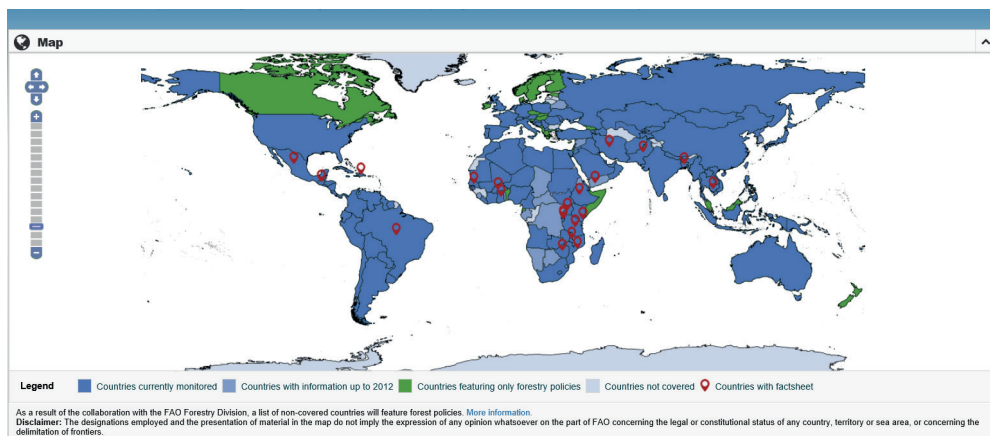 Map
Legend Countries currently monitored Countries with information up to 2012 Countries featuring only forestry policies Countries not covered Countries with factsheet
As a result of the collaboration with the FAO Forestry Division, a list of non-covered countries will feature forest policies. More information.
Disclaimer: The designations employed and the presentation of material in the map do not imply the expression of any opinion whatsoever on the part of FAO concerning the legal or constitutional status of any country, territory or sea area, or concerning the
delimitation of frontiers.